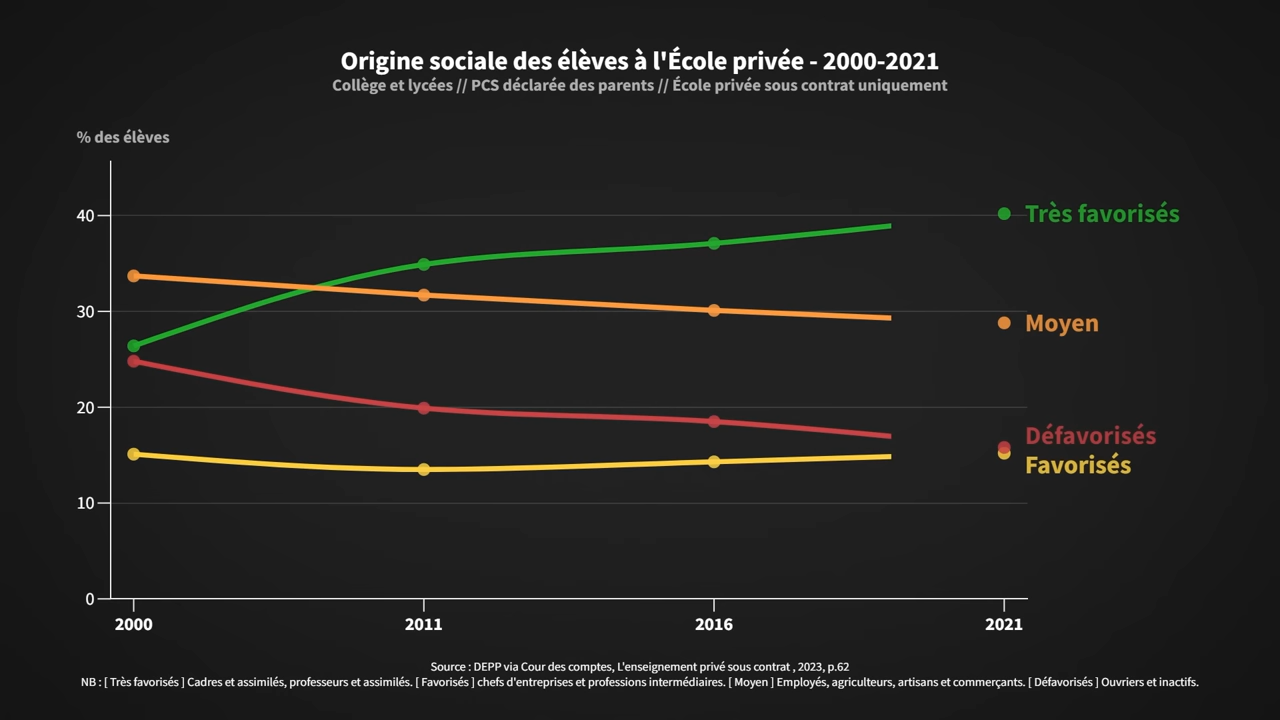 Origine sociale des élèves à l'École privée - 2000-2021
Collège et lycées // PCS déclarée des parents // École privée sous contrat uniquement
% des élèves
40
Très favorisés
30
Moyen
20
Défavorisés
Favorisés
10
0
2000 2011 2016 2021
Source : DEPP via Cour des comptes, L'enseignement privé sous contrat , 2023, p.62
NB : [ Très favorisés ] Cadres et assimilés, professeurs et assimilés. [ Favorisés ] chefs d'entreprises et professions intermédiaires. [ Moyen ] Employés, agriculteurs, artisans et commerçants. [ Défavorisés ] Ouvriers et inactifs.